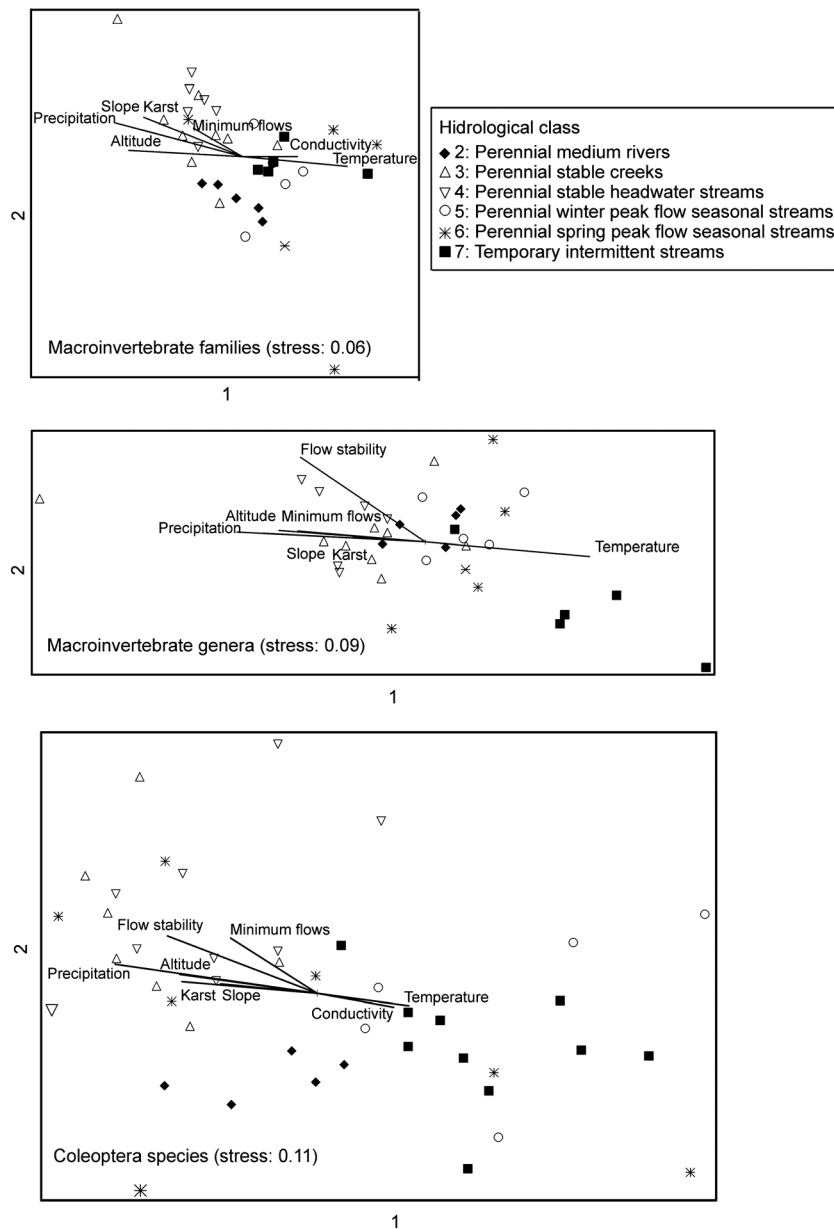 Precipitation
Slope Karst
Minimum flows
Altitude
Conductivity
Temperature
2
Macroinvertebrate families (stress: 0.06)
1
Hidrological class
2: Perennial medium rivers
3: Perennial stable creeks
4: Perennial stable headwater streams
5: Perennial winter peak flow seasonal streams
6: Perennial spring peak flow seasonal streams
7: Temporary intermittent streams
Flow stability
Altitude Minimum flows
Precipitation
Slope Karst
Temperature
2
Macroinvertebrate genera (stress: 0.09)
1
Flow stability
Minimum flows
Precipitation
Altitude
Karst Slope
Temperature
Conductivity
2
Coleoptera species (stress: 0.11)
1